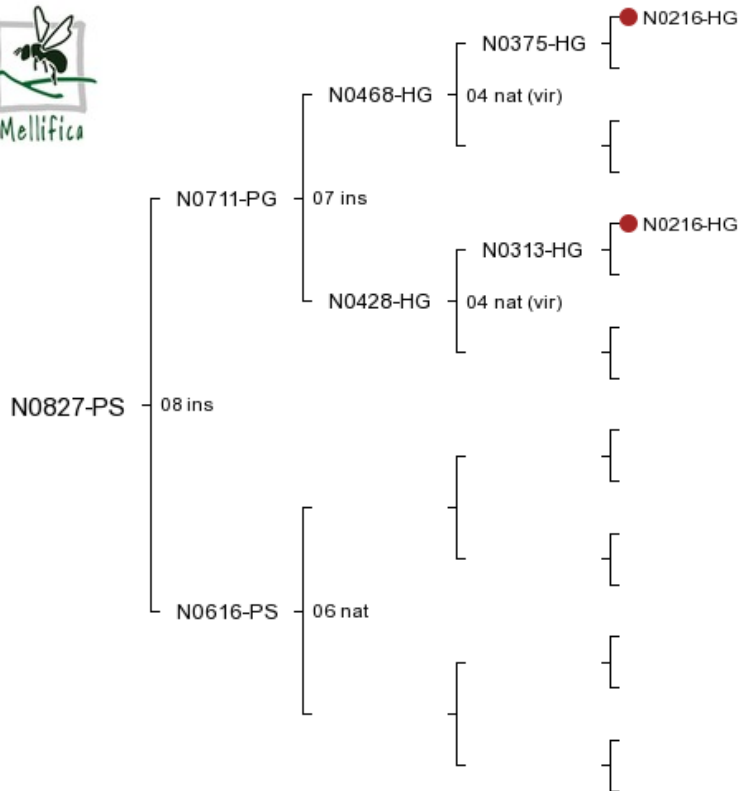 N0216-HG
N0375-HG
Mellifica
N0468-HG
04 nat (vir)
N0711-PG
07 ins
N0216-HG
N0313-HG
N0428-HG
04 nat (vir)
N0827-PS
08 ins
N0616-PS
06 nat